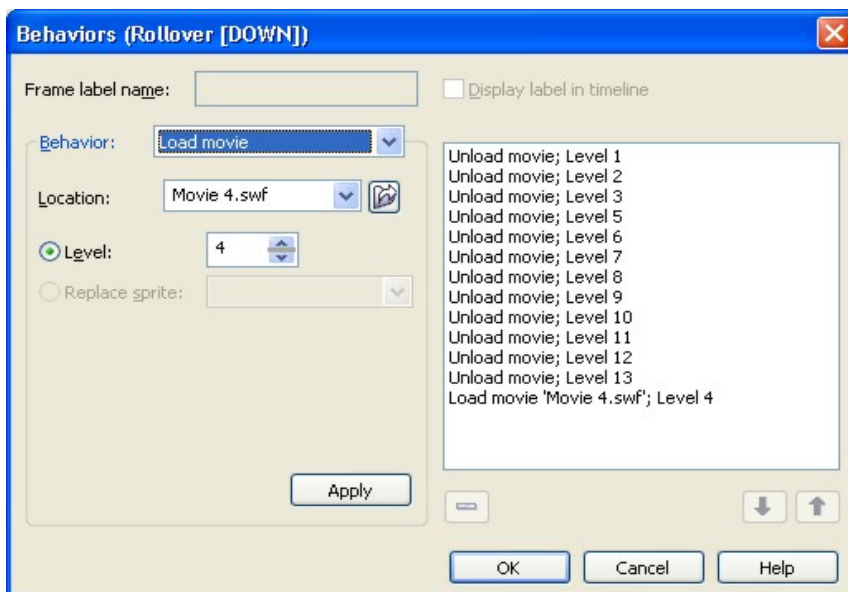 Behaviors (Rollover [DOWN])
Frame label name:
Display label in timeline
Behavior: Load movie
Location: Movie 4.swf
Level: 4
Replace sprite:
Apply
Unload movie; Level 1
Unload movie; Level 2
Unload movie; Level 3
Unload movie; Level 5
Unload movie; Level 6
Unload movie; Level 7
Unload movie; Level 8
Unload movie; Level 9
Unload movie; Level 10
Unload movie; Level 11
Unload movie; Level 12
Unload movie; Level 13
Load movie 'Movie 4.swf'; Level 4
OK Cancel Help